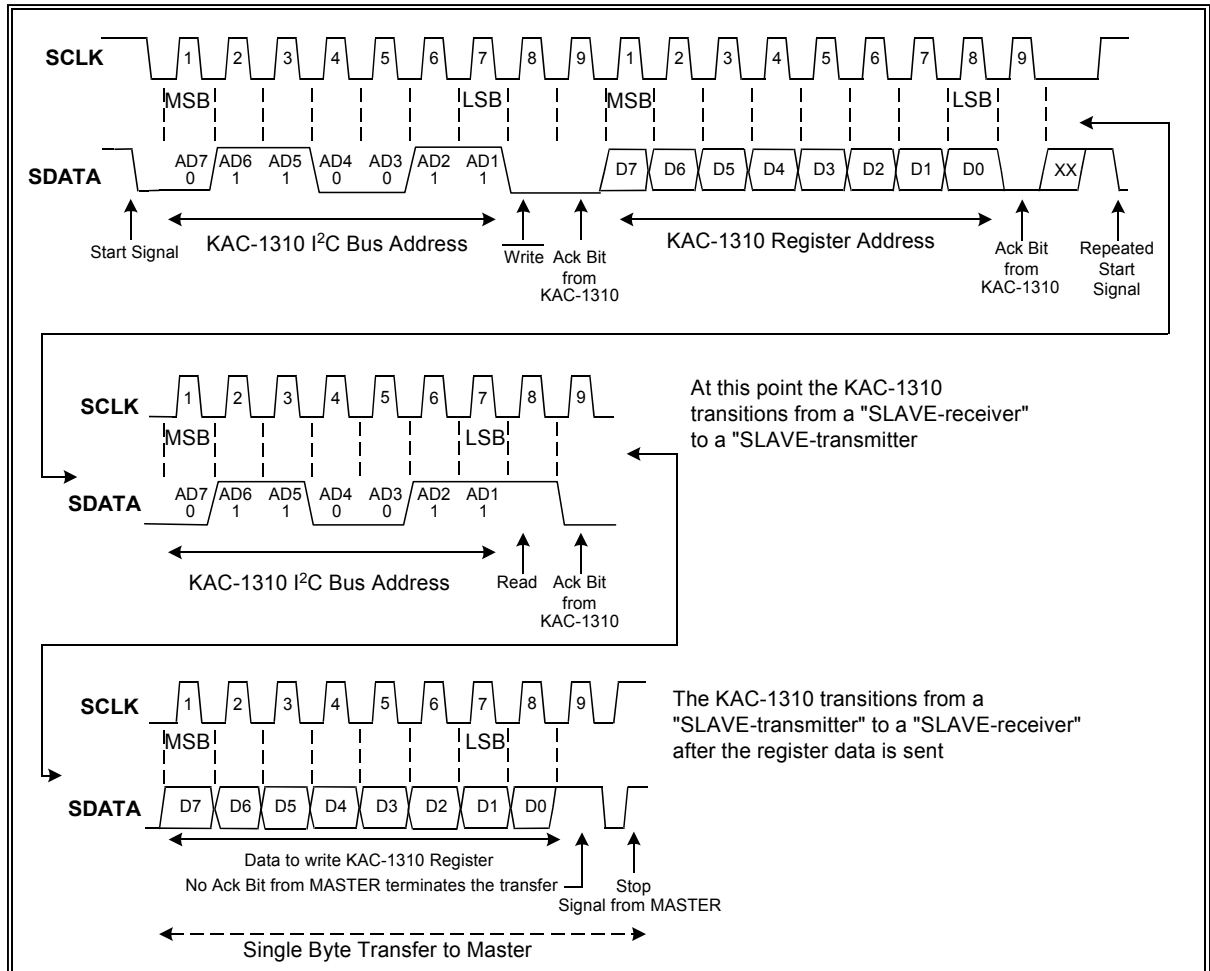 SCLK
1 2 3 4 5 6 7 8 9 1 2 3 4 5 6 7 8 9
MSB LSB MSB LSB
SDATA
AD7 AD6 AD5 AD4 AD3 AD2 AD1
0 1 1 0 0 1 1
D7 D6 D5 D4 D3 D2 D1 D0 XX
Start Signal
KAC-1310 I²C Bus Address
Write
Ack Bit
from
KAC-1310
KAC-1310 Register Address
Ack Bit
from
KAC-1310
Repeated
Start
Signal
SCLK
1 2 3 4 5 6 7 8 9
MSB LSB
SDATA
AD7 AD6 AD5 AD4 AD3 AD2 AD1
0 1 1 0 0 1 1
KAC-1310 I²C Bus Address
Read
Ack Bit
from
KAC-1310
At this point the KAC-1310
transitions from a "SLAVE-receiver"
to a "SLAVE-transmitter
SCLK
1 2 3 4 5 6 7 8 9
MSB LSB
SDATA
D7 D6 D5 D4 D3 D2 D1 D0
Data to write KAC-1310 Register
No Ack Bit from MASTER terminates the transfer
Stop
Signal from MASTER
Single Byte Transfer to Master
The KAC-1310 transitions from a
"SLAVE-transmitter" to a "SLAVE-receiver"
after the register data is sent